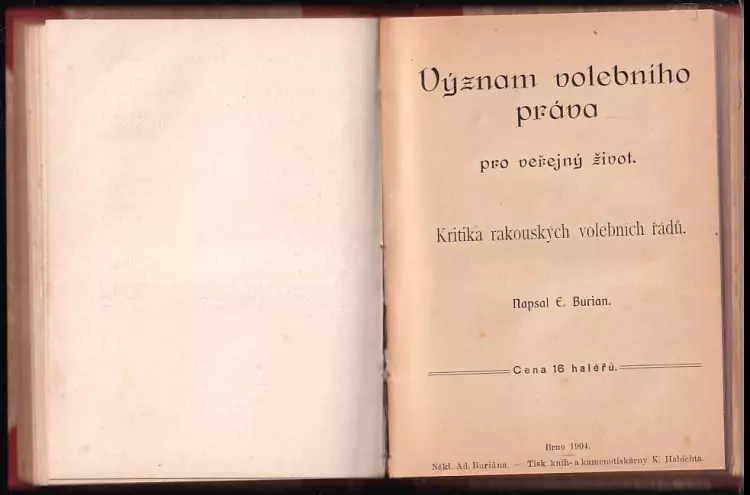 Význam volebního
práva
pro veřejný život.
Kritika rakouských volebních řádů.
Napsal E. Burian.
Cena 16 haléřů.
Brno 1904.
Nákl. Ad. Buriána. — Tisk knih- a kamenotiskárny K. Habichta.